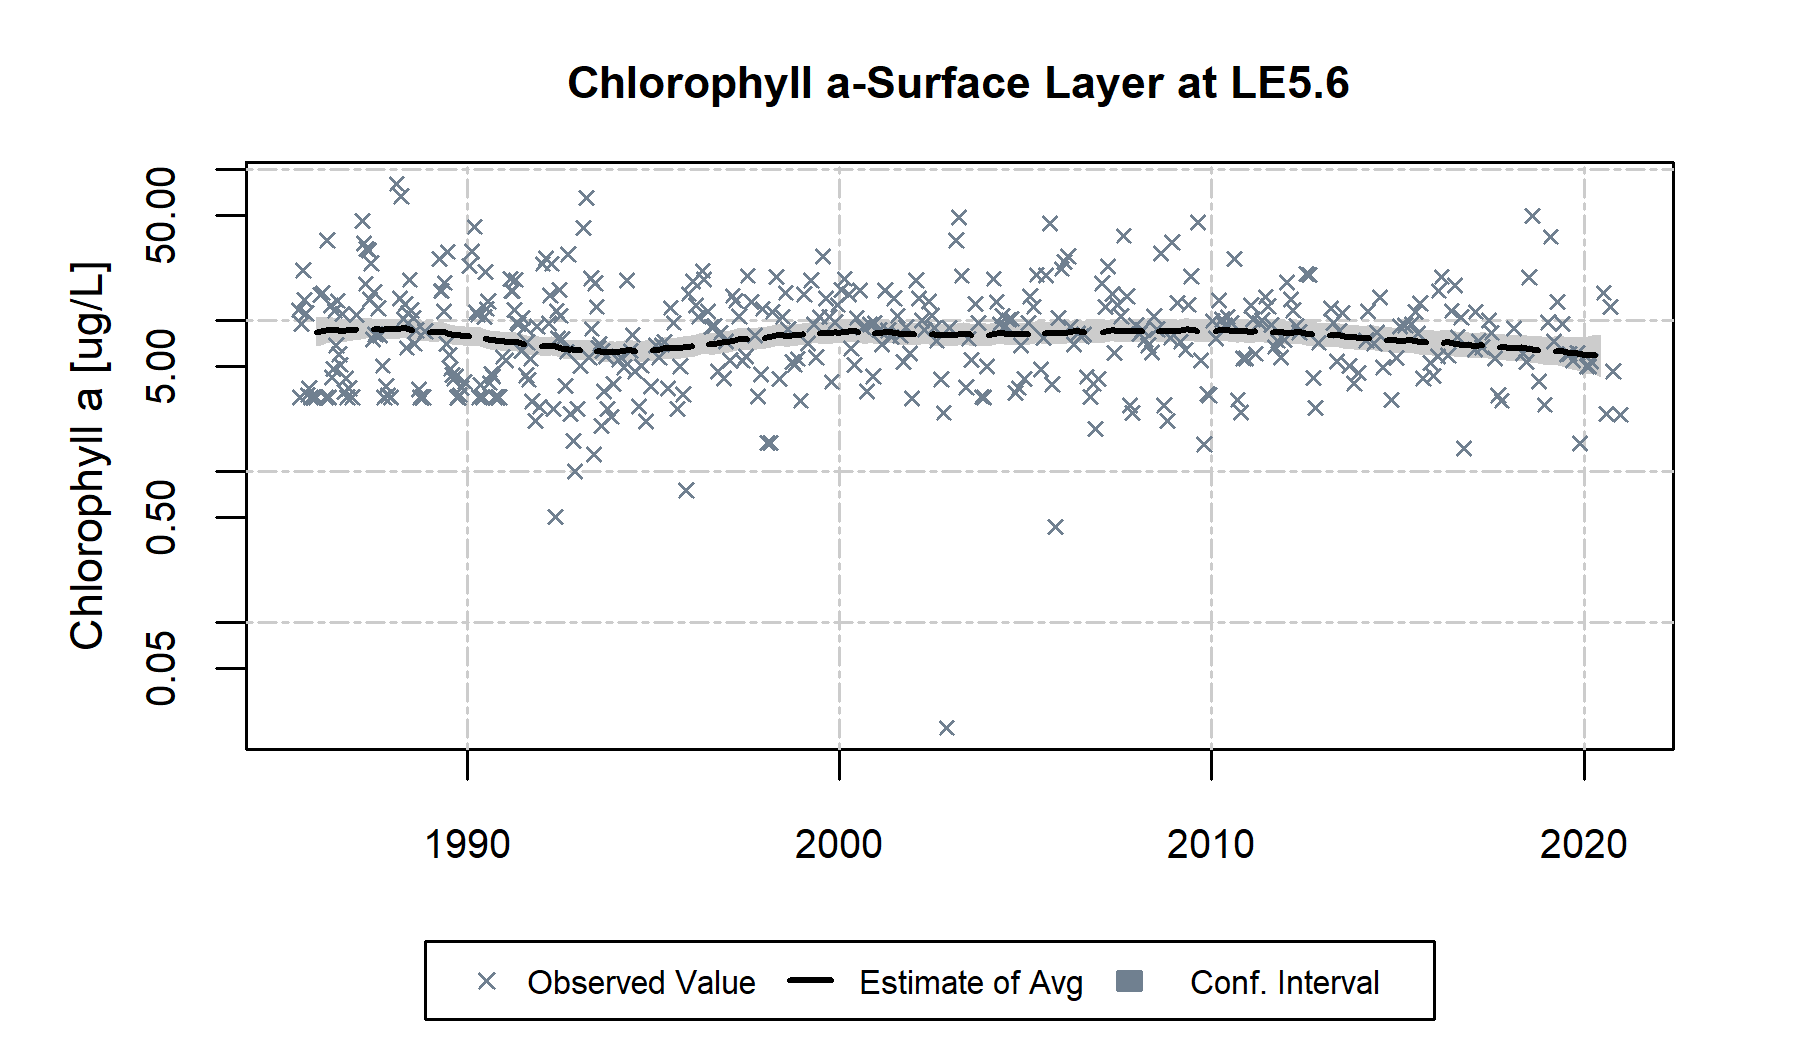 Chlorophyll a-Surface Layer at LE5.6
Chlorophyll a [ug/L]
50.00
5.00
0.50
0.05
1990 2000 2010 2020
Observed Value Estimate of Avg Conf. Interval